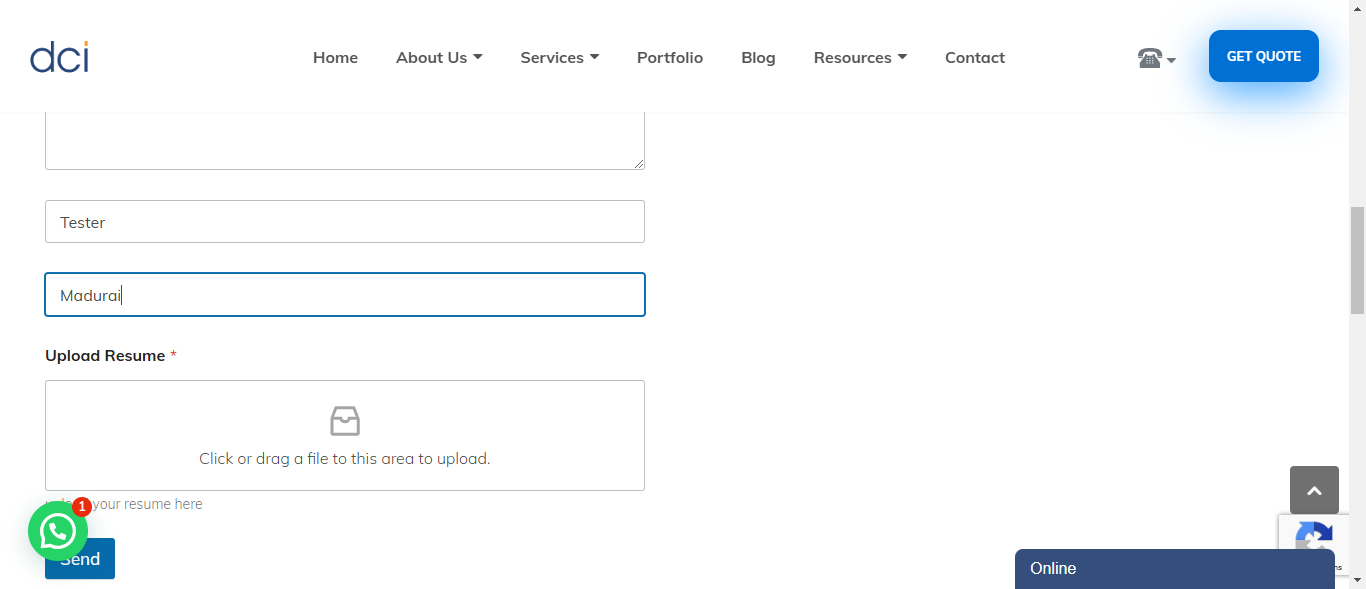 dci
Home About Us Services Portfolio Blog Resources Contact GET QUOTE
Tester
Madurai
Upload Resume *
Click or drag a file to this area to upload.
your resume here
1
Send
Online